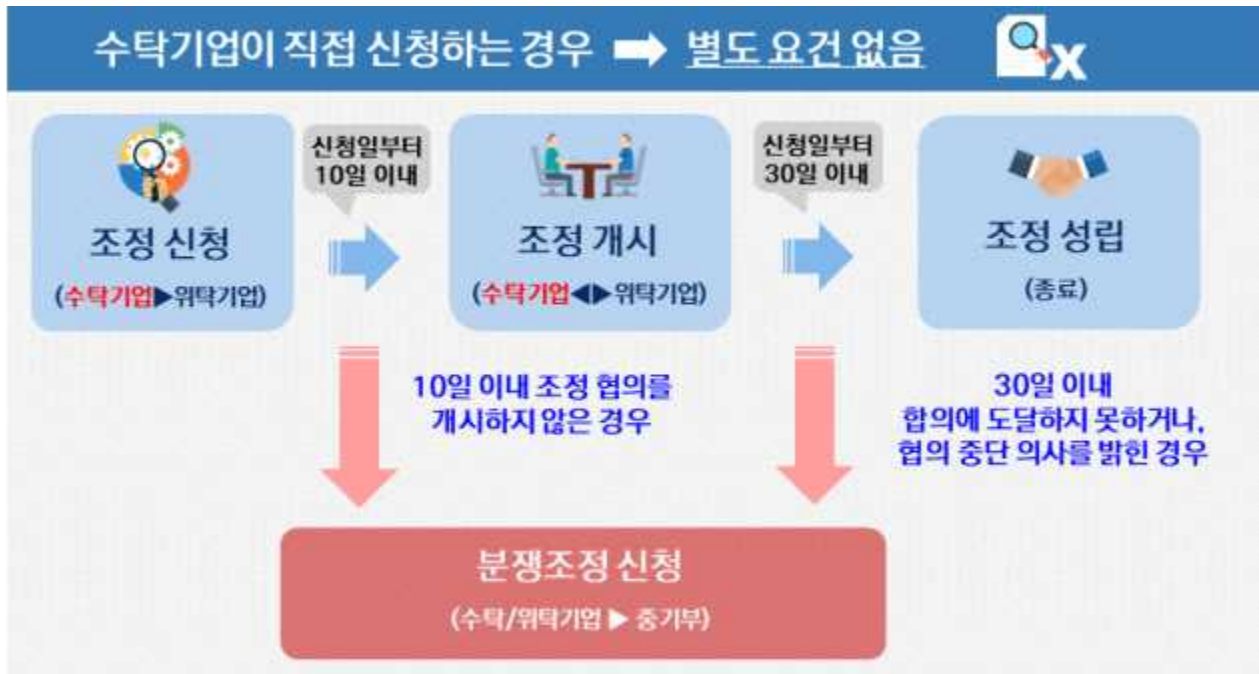 수탁기업이 직접 신청하는 경우 ➡ 별도 요건 없음 X
신청일부터
10일 이내
신청일부터
30일 이내
조정 신청
(수탁기업▶위탁기업)
조정 개시
(수탁기업◀▶위탁기업)
조정 성립
(종료)
10일 이내 조정 협의를
개시하지 않은 경우
30일 이내
합의에 도달하지 못하거나,
협의 중단 의사를 밝힌 경우
분쟁조정 신청
(수탁/위탁기업 ▶ 중기부)